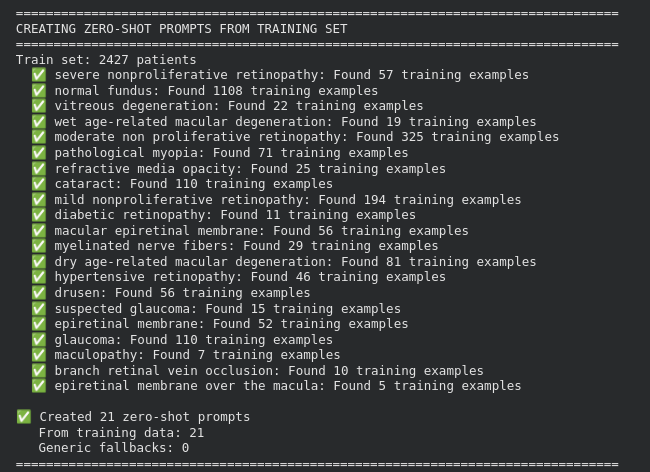 ================================================================================
CREATING ZERO-SHOT PROMPTS FROM TRAINING SET
================================================================================
Train set: 2427 patients
  ✅ severe nonproliferative retinopathy: Found 57 training examples
  ✅ normal fundus: Found 1108 training examples
  ✅ vitreous degeneration: Found 22 training examples
  ✅ wet age-related macular degeneration: Found 19 training examples
  ✅ moderate non proliferative retinopathy: Found 325 training examples
  ✅ pathological myopia: Found 71 training examples
  ✅ refractive media opacity: Found 25 training examples
  ✅ cataract: Found 110 training examples
  ✅ mild nonproliferative retinopathy: Found 194 training examples
  ✅ diabetic retinopathy: Found 11 training examples
  ✅ macular epiretinal membrane: Found 56 training examples
  ✅ myelinated nerve fibers: Found 29 training examples
  ✅ dry age-related macular degeneration: Found 81 training examples
  ✅ hypertensive retinopathy: Found 46 training examples
  ✅ drusen: Found 56 training examples
  ✅ suspected glaucoma: Found 15 training examples
  ✅ epiretinal membrane: Found 52 training examples
  ✅ glaucoma: Found 110 training examples
  ✅ maculopathy: Found 7 training examples
  ✅ branch retinal vein occlusion: Found 10 training examples
  ✅ epiretinal membrane over the macula: Found 5 training examples

✅ Created 21 zero-shot prompts
   From training data: 21
   Generic fallbacks: 0
================================================================================